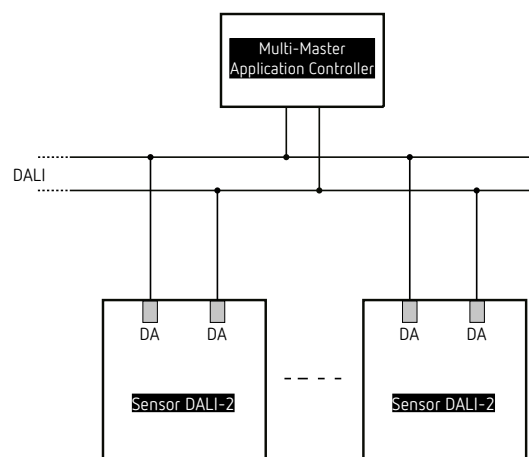 Multi-Master
Application Controller
DALI
DA DA DA DA
Sensor DALI-2 Sensor DALI-2